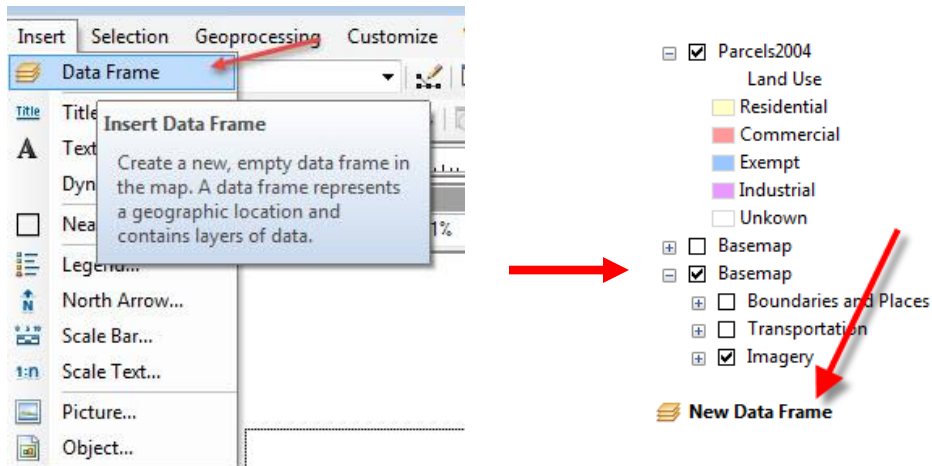 Insert Selection Geoprocessing Customize
Data Frame
Title
Title
Insert Data Frame
A Text
Create a new, empty data frame in
the map. A data frame represents
a geographic location and
contains layers of data.
Dyn
Nea
1%
Legend...
N North Arrow...
Scale Bar...
1:n Scale Text...
Picture...
Object...
Parcels2004
Land Use
Residential
Commercial
Exempt
Industrial
Unkown
Basemap
Basemap
Boundaries and Places
Transportation
Imagery
New Data Frame